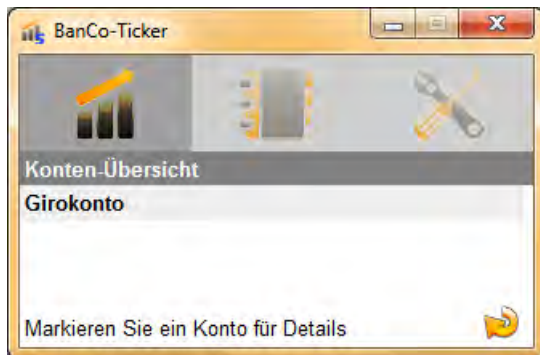 BanCo-Ticker
Konten-Übersicht
Girokonto
Markieren Sie ein Konto für Details